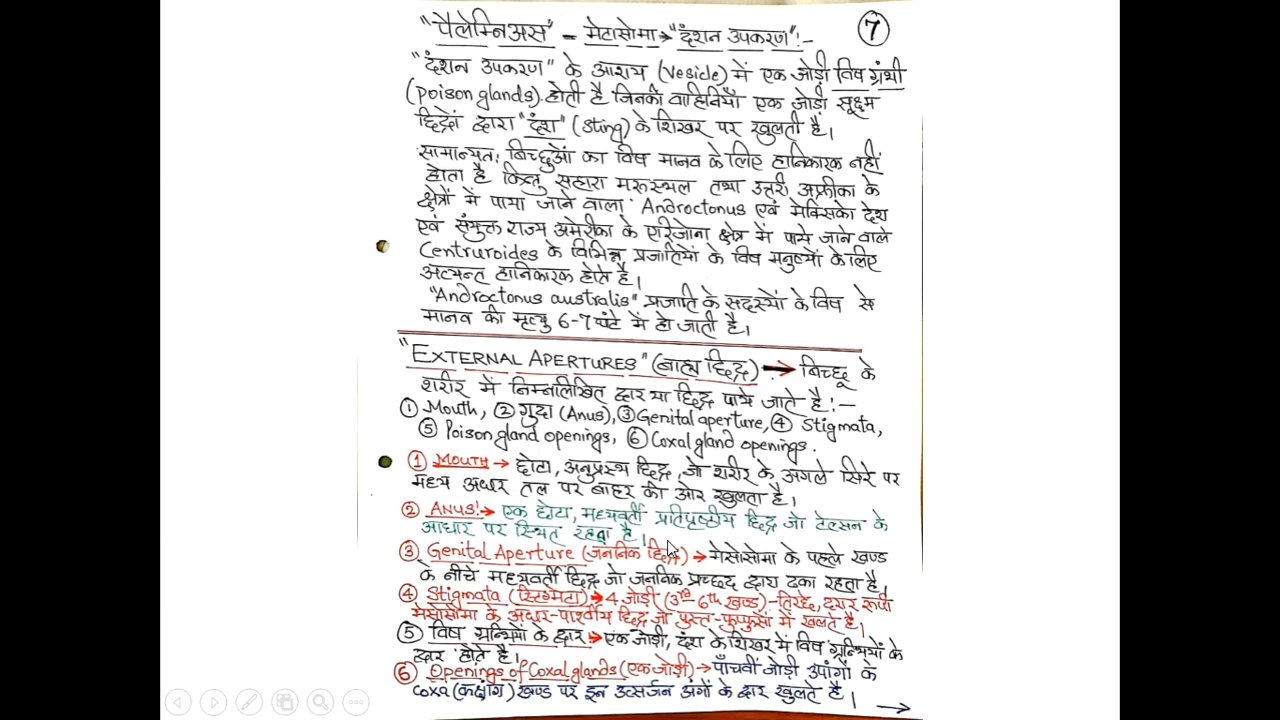 "पैलेम्निअस" – मेटासोमा → "दंशन उपकरण":-
7
"दंशन उपकरण" के आशय (Vesicle) में एक जोड़ी विष ग्रंथी
(poison glands) होती है जिनकी वाहिनियाँ एक जोड़ी सूक्ष्म
छिद्रों द्वारा "दंश" (Sting) के शिखर पर खुलती हैं।
सामान्यतः बिच्छुओं का विष मानव के लिए हानिकारक नहीं
होता है किन्तु सहारा मरुस्थल तथा उत्तरी अफ्रीका के
क्षेत्रों में पाया जाने वाला Androctonus एवं मेक्सिको देश
एवं संयुक्त राज्य अमेरीका के एरिजोना क्षेत्र में पाये जाने वाले
Centruroides के विभिन्न प्रजातियों के विष मनुष्यों के लिए
अत्यन्त हानिकारक होते है।
"Androctonus australis" प्रजाति के सदस्यों के विष से
मानव की मृत्यु 6-7 घंटे में हो जाती है।
"EXTERNAL APERTURES" (बाह्य छिद्र) → बिच्छू के
शरीर में निम्नलिखित द्वार या छिद्र पाये जाते है:-
① Mouth, ② गुदा (Anus), ③ Genital aperture, ④ Stigmata,
⑤ Poison gland openings, ⑥ Coxal gland openings.
① MOUTH → छोटा, अनुप्रस्थ छिद्र, जो शरीर के अगले सिरे पर
मध्य अधर तल पर बाहर की ओर खुलता है।
② ANUS:→ एक छोटा, मध्यवर्ती प्रतिपृष्ठीय छिद्र जो टेल्सन के
आधार पर स्थित रहता है।
③ Genital Aperture (जननिक छिद्र) → मेसोसोमा के पहले खण्ड
के नीचे मध्यवर्ती छिद्र जो जननिक प्रच्छद द्वारा ढका रहता है।
④ Stigmata (स्टिग्मेटा) → 4 जोड़ी (3rd–6th खण्ड)-तिरछे, दरार रूपी
मेसोसोमा के अधर-पार्श्वीय छिद्र जो पुस्त-फुफ्फुसों में खुलते है।
⑤ विष ग्रन्थियों के द्वार:→ एक जोड़ी, दंश के शिखर में विष ग्रन्थियों के
द्वार होते है।
⑥ Openings of Coxal glands (एक जोड़ी) → पाँचवी जोड़ी उपांगों के
Coxa (कक्षांग) खण्ड पर इन उत्सर्जन अंगों के द्वार खुलते है।
→